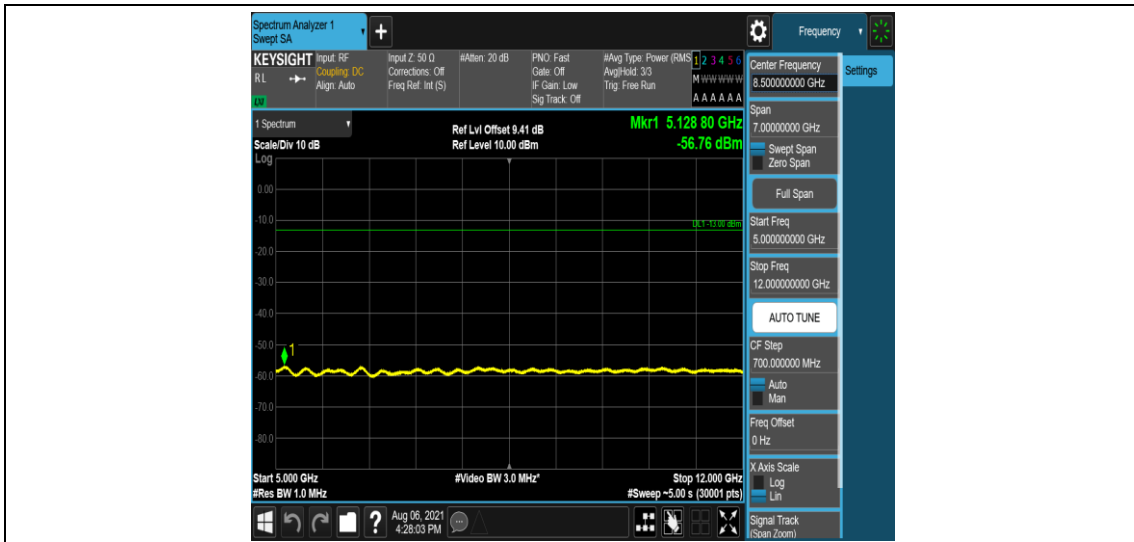 Spectrum Analyzer 1
Swept SA
+
Frequency
KEYSIGHT
RL
LM
Input: RF
Coupling: DC
Align: Auto
Input Z: 50 Ω
Corrections: Off
Freq Ref: Int (S)
#Atten: 20 dB
PNO: Fast
Gate: Off
IF Gain: Low
Sig Track: Off
#Avg Type: Power (RMS
Avg|Hold: 3/3
Trig: Free Run
1 2 3 4 5 6
M W W W W W
A A A A A A
1 Spectrum
Scale/Div 10 dB
Log
Ref Lvl Offset 9.41 dB
Ref Level 10.00 dBm
Mkr1 5.128 80 GHz
-56.76 dBm
0.00
-10.0
DL1 -13.00 dBm
-20.0
-30.0
-40.0
-50.0
1
-60.0
-70.0
-80.0
Start 5.000 GHz
#Res BW 1.0 MHz
#Video BW 3.0 MHz*
Stop 12.000 GHz
#Sweep ~5.00 s (30001 pts)
?
Aug 06, 2021
4:28:03 PM
Center Frequency
8.500000000 GHz
Settings
Span
7.00000000 GHz
Swept Span
Zero Span
Full Span
Start Freq
5.000000000 GHz
Stop Freq
12.000000000 GHz
AUTO TUNE
CF Step
700.000000 MHz
Auto
Man
Freq Offset
0 Hz
X Axis Scale
Log
Lin
Signal Track
(Span Zoom)